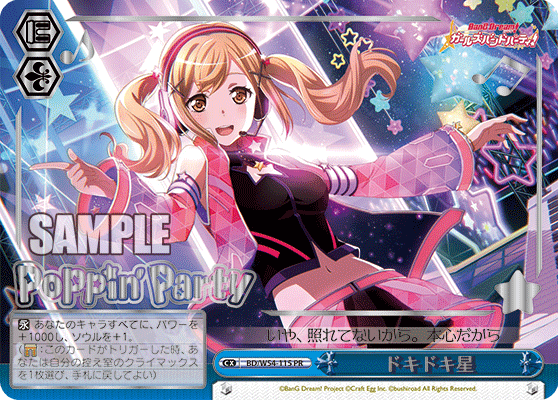 BanG Dream!
ガールズバンドパーティ!
SAMPLE
Poppin'Party
永 あなたのキャラすべてに、パワーを
+1000し、ソウルを+1。
(:このカードがトリガーした時、あ
なたは自分の控え室のクライマックス
を1枚選び、手札に戻してよい)
いや、照れてないから。本心だから
CX
BD/W54-115 PR
ドキドキ星
©BanG Dream! Project ©Craft Egg Inc. ©bushiroad All Rights Reserved.